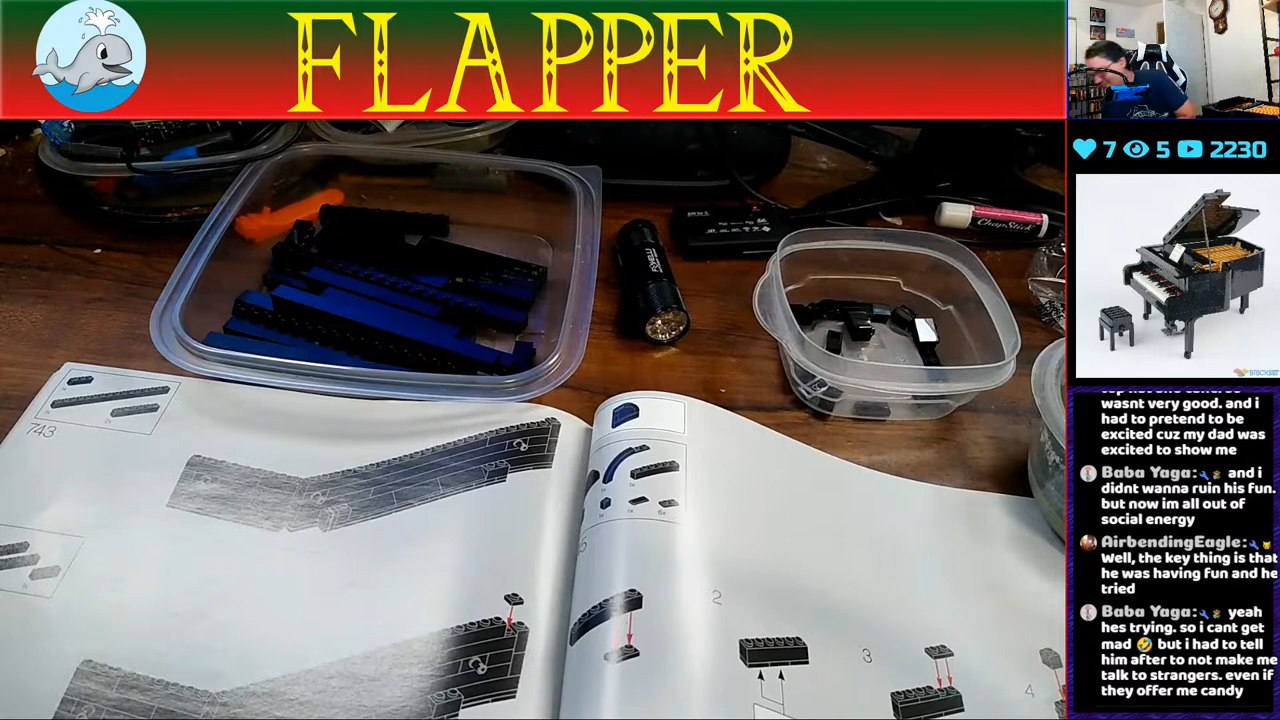 FLAPPER
7 5 2230
ChapStick
BRICKSET
wasnt very good. and i
had to pretend to be
excited cuz my dad was
excited to show me
Baba Yaga: and i
didnt wanna ruin his fun.
but now im all out of
social energy
AirbendingEagle:
Well, the key thing is that
he was having fun and he
tried
Baba Yaga: yeah
hes trying. so i cant get
mad 🤣 but i had to tell
him after to not make me
talk to strangers. even if
they offer me candy
743
2
3
4